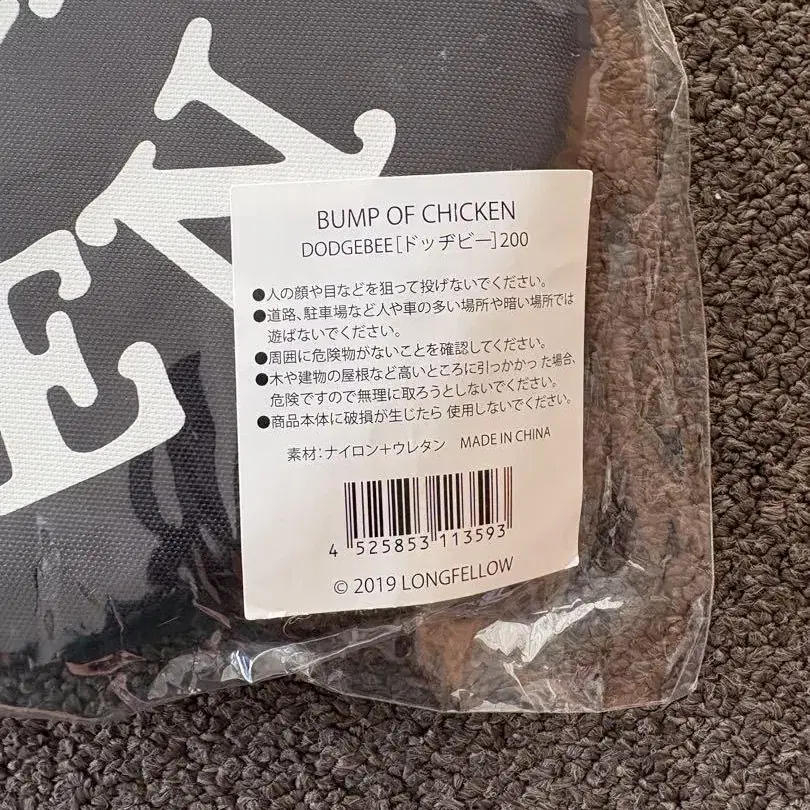 EN
BUMP OF CHICKEN
DODGEBEE[ドッヂビー]200
●人の顔や目などを狙って投げないでください。
●道路、駐車場など人や車の多い場所や暗い場所では
遊ばないでください。
●周囲に危険物がないことを確認してください。
●木や建物の屋根など高いところに引っかかった場合、
危険ですので無理に取ろうとしないでください。
●商品本体に破損が生じたら 使用しないでください。
素材:ナイロン+ウレタン MADE IN CHINA
4 525853 113593
© 2019 LONGFELLOW